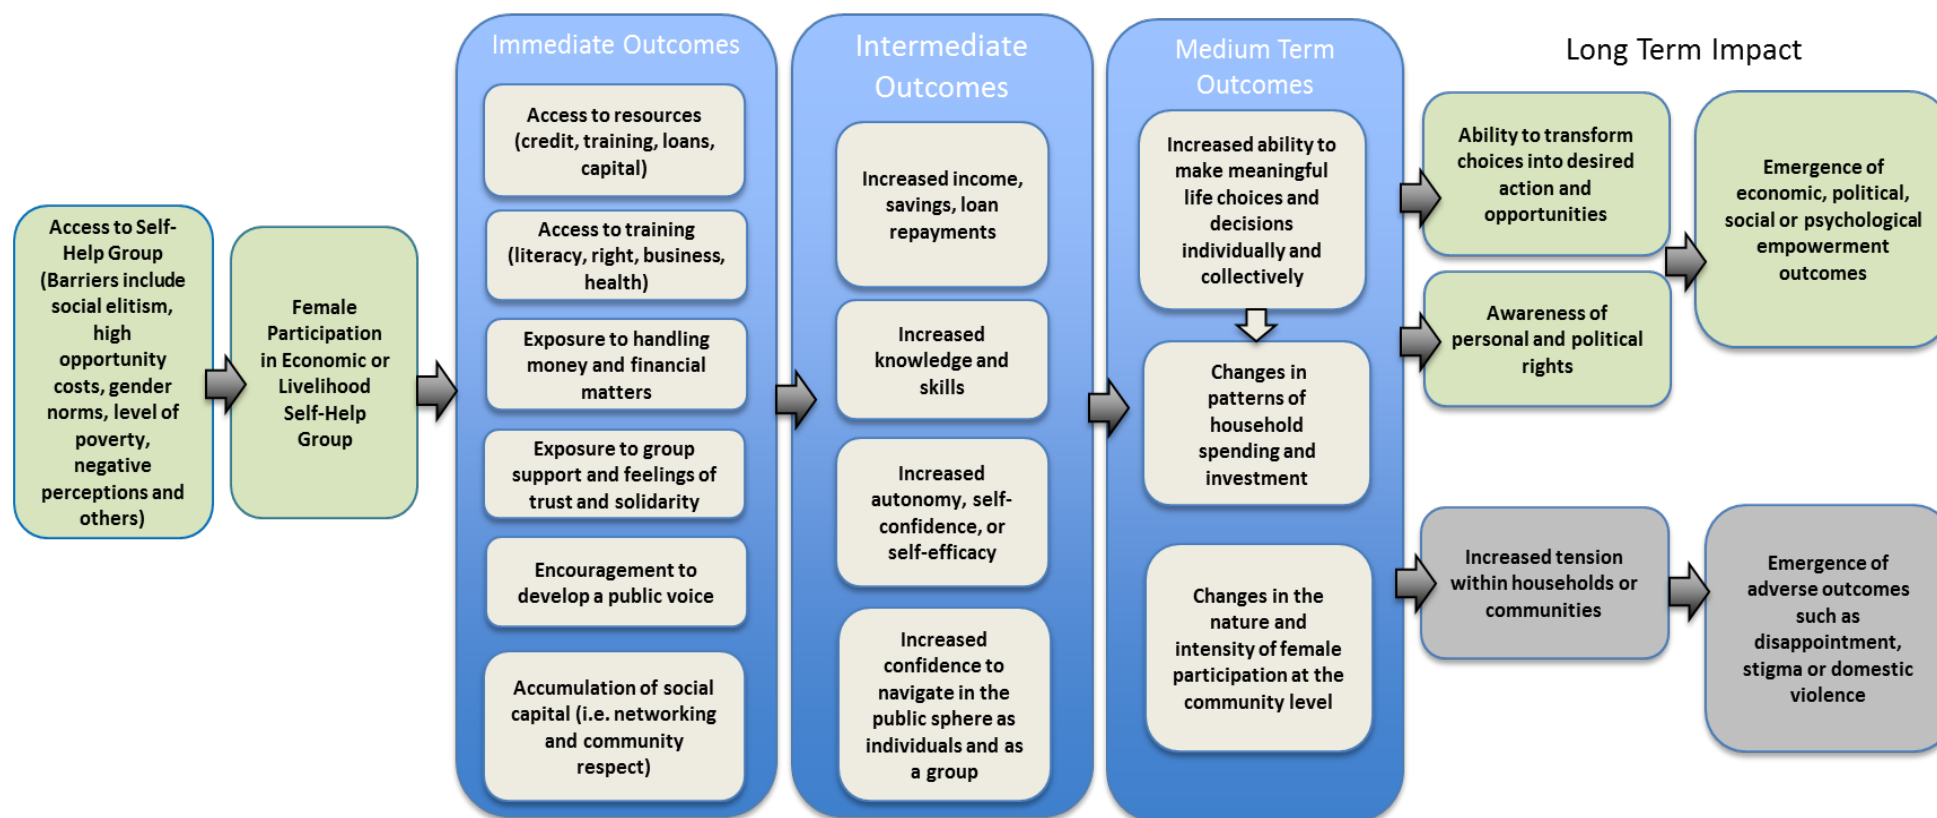 Access to Self-
Help Group
(Barriers include
social elitism,
high
opportunity
costs, gender
norms, level of
poverty,
negative
perceptions and
others)
Female
Participation
in Economic or
Livelihood
Self-Help
Group
Immediate Outcomes
Access to resources
(credit, training, loans,
capital)
Access to training
(literacy, right, business,
health)
Exposure to handling
money and financial
matters
Exposure to group
support and feelings of
trust and solidarity
Encouragement to
develop a public voice
Accumulation of social
capital (i.e. networking
and community
respect)
Intermediate
Outcomes
Increased income,
savings, loan
repayments
Increased
knowledge and
skills
Increased
autonomy, self-
confidence, or
self-efficacy
Increased
confidence to
navigate in the
public sphere as
individuals and as
a group
Medium Term
Outcomes
Increased ability to
make meaningful
life choices and
decisions
individually and
collectively
Changes in
patterns of
household
spending and
investment
Changes in the
nature and
intensity of female
participation at the
community level
Long Term Impact
Ability to transform
choices into desired
action and
opportunities
Awareness of
personal and political
rights
Emergence of
economic, political,
social or psychological
empowerment
outcomes
Increased tension
within households or
communities
Emergence of
adverse outcomes
such as
disappointment,
stigma or domestic
violence